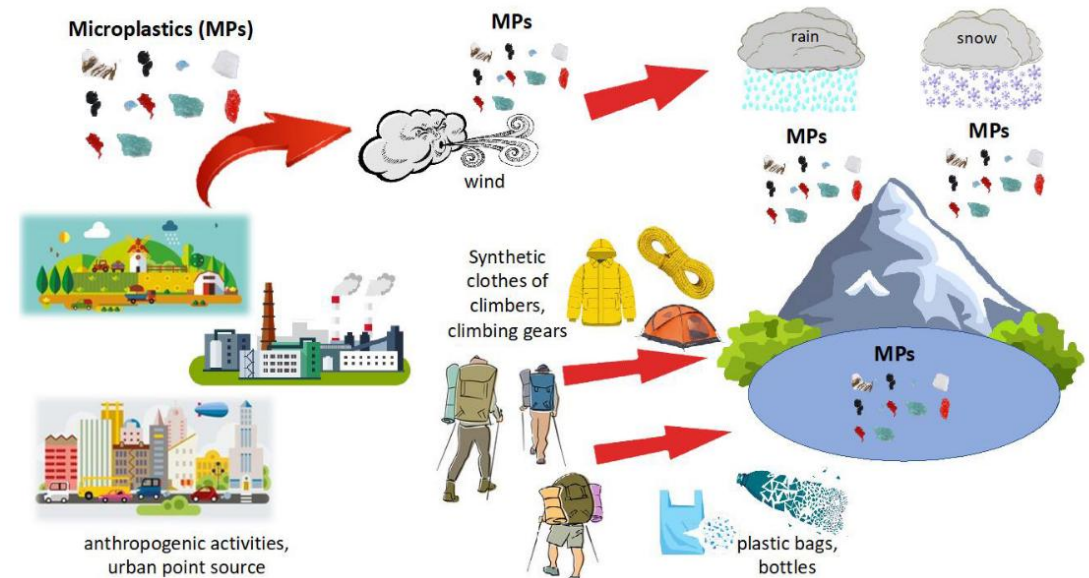 Microplastics (MPs)
MPs
rain
snow
wind
MPs
MPs
Synthetic
clothes of
climbers,
climbing gears
MPs
anthropogenic activities,
urban point source
plastic bags,
bottles